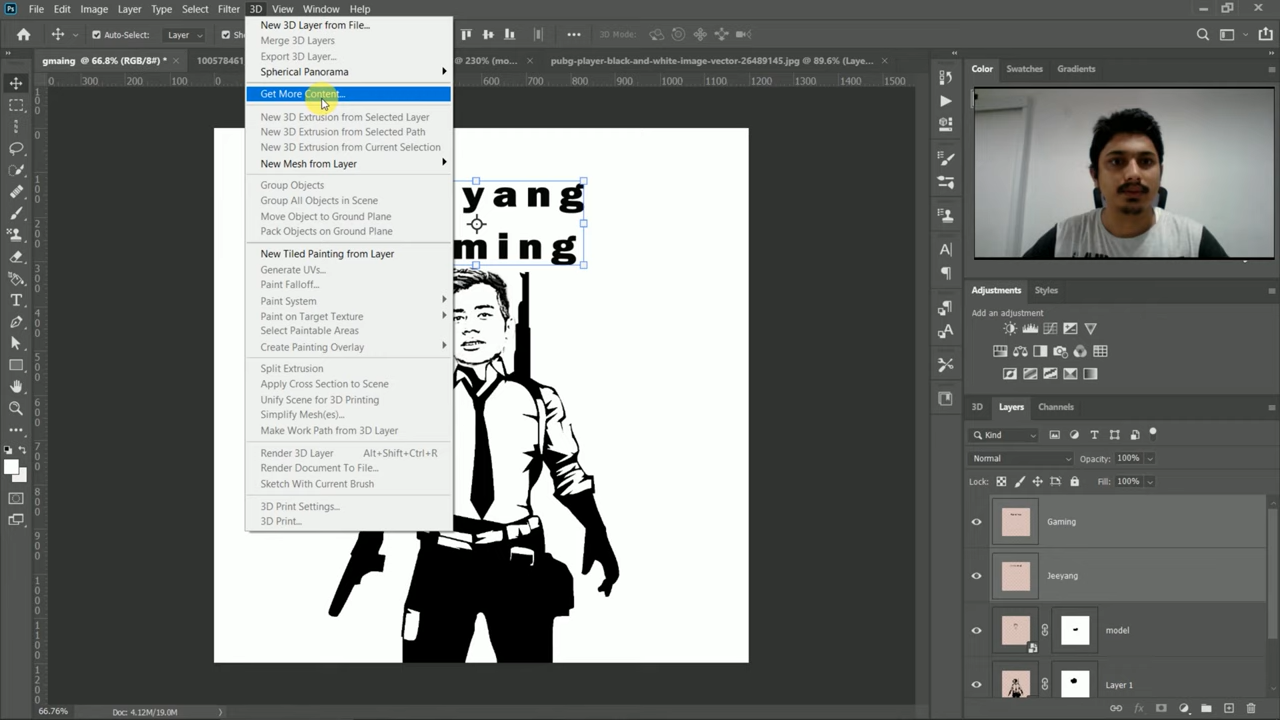 Ps File Edit Image Layer Type Select Filter 3D View Window Help
Auto-Select: Layer 3D Mode:
gmaing @ 66.8% (RGB/8#) * × 100578461 @ 230% (mo... × pubg-player-black-and-white-image-vector-26489145.jpg @ 89.6% (Laye... ×
New 3D Layer from File...
Merge 3D Layers
Export 3D Layer...
Spherical Panorama
Get More Content...
New 3D Extrusion from Selected Layer
New 3D Extrusion from Selected Path
New 3D Extrusion from Current Selection
New Mesh from Layer
Group Objects
Group All Objects in Scene
Move Object to Ground Plane
Pack Objects on Ground Plane
New Tiled Painting from Layer
Generate UVs...
Paint Falloff...
Paint System
Paint on Target Texture
Select Paintable Areas
Create Painting Overlay
Split Extrusion
Apply Cross Section to Scene
Unify Scene for 3D Printing
Simplify Mesh(es)...
Make Work Path from 3D Layer
Render 3D Layer Alt+Shift+Ctrl+R
Render Document To File...
Sketch With Current Brush
3D Print Settings...
3D Print...
yang
ming
Color Swatches Gradients
Adjustments Styles
Add an adjustment
3D Layers Channels
Kind
Normal Opacity: 100%
Lock: Fill: 100%
Gaming
Jeeyang
model
Layer 1
66.76% Doc: 4.12M/19.0M